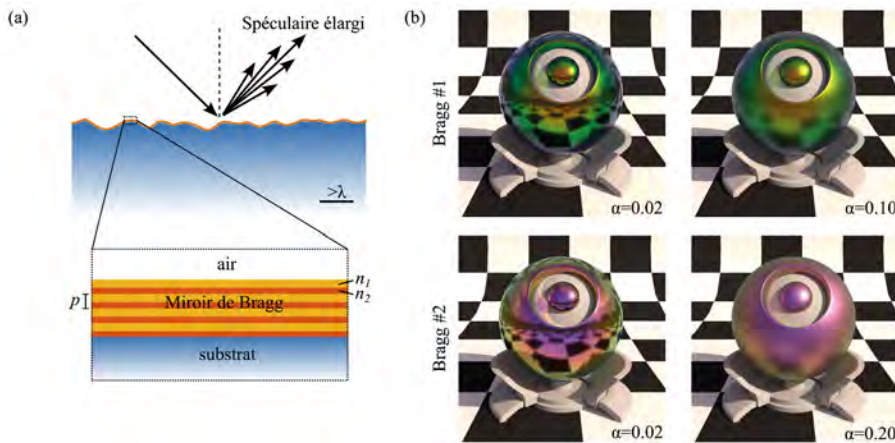 (a)
Spéculaire élargi
>λ
air
n1
n2
p
Miroir de Bragg
substrat
(b)
Bragg #1
α=0.02
α=0.10
Bragg #2
α=0.02
α=0.20